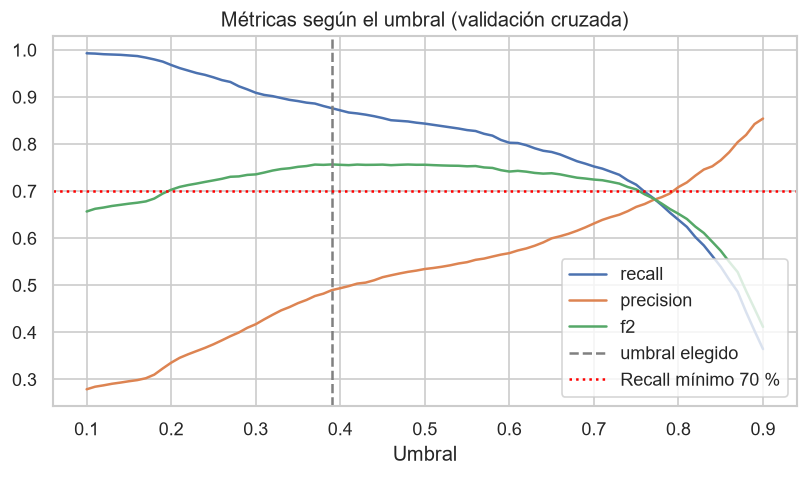 Métricas según el umbral (validación cruzada)
1.0
0.9
0.8
0.7
0.6
0.5
0.4
0.3
recall
precision
f2
umbral elegido
Recall mínimo 70 %
0.1 0.2 0.3 0.4 0.5 0.6 0.7 0.8 0.9
Umbral